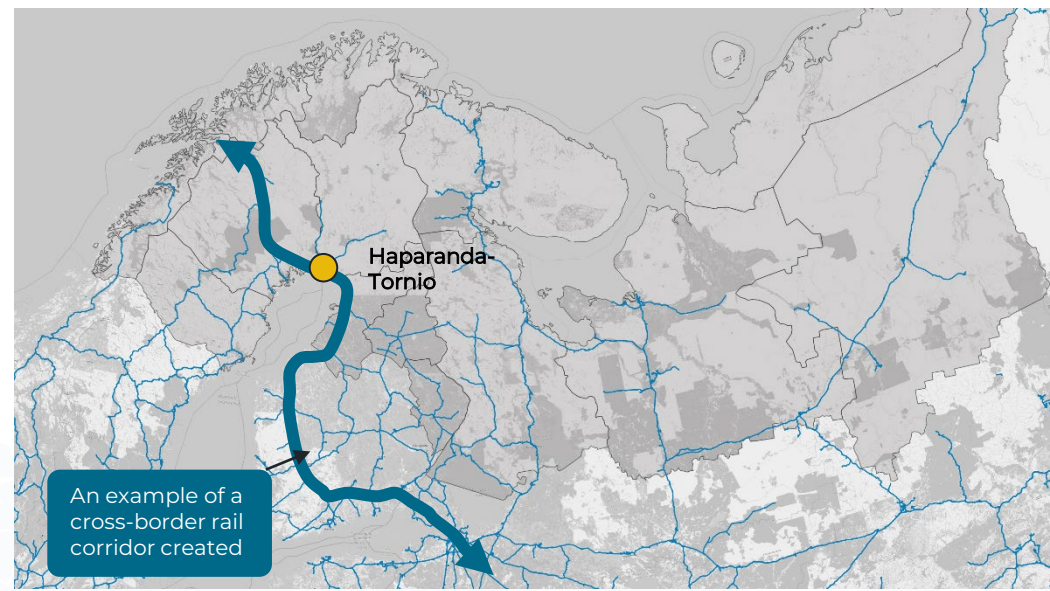 Haparanda-
Tornio
An example of a
cross-border rail
corridor created